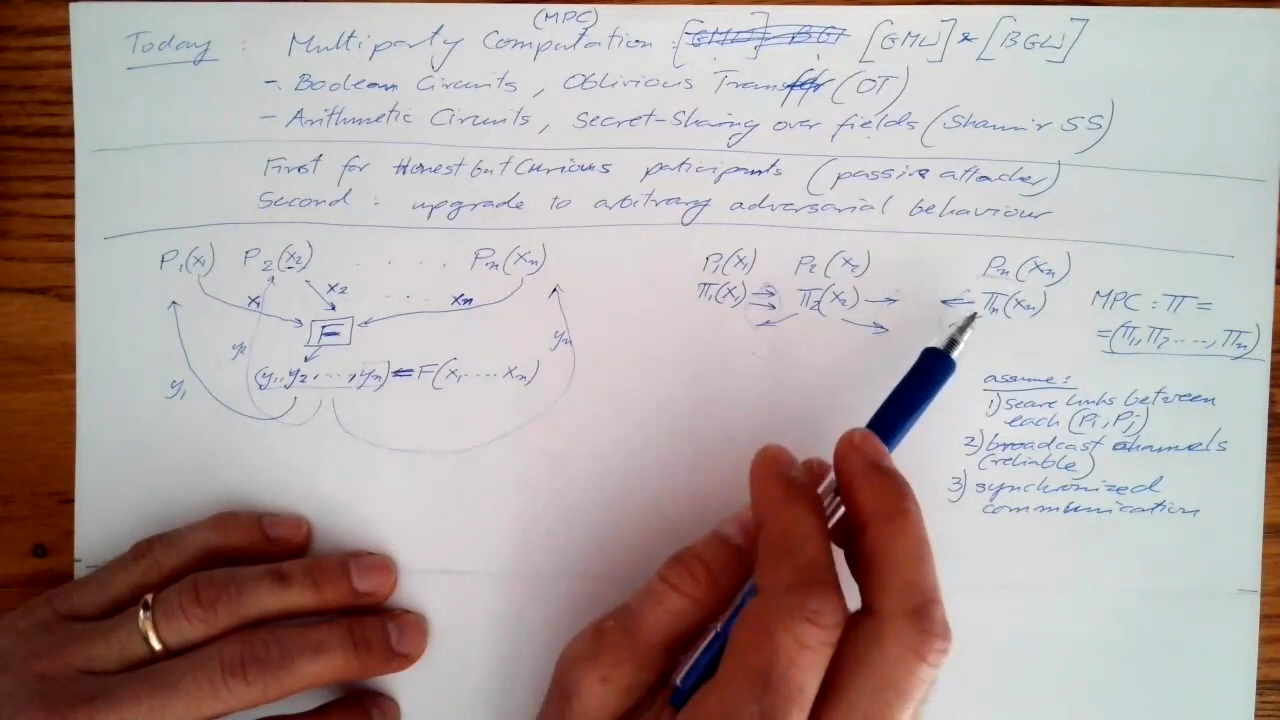 (MPC)
Today : Multiparty Computation : [GMW] & [BGW]
- Boolean Circuits, Oblivious Transfer (OT)
- Arithmetic Circuits, Secret-Sharing over fields (Shamir SS)
First for Honest but Curious paticipants (passive attacker)
Second : upgrade to arbitrary adversarial behaviour
P₁(x₁) P₂(x₂) . . . . Pₙ(xₙ)
x₁ x₂ . . . xₙ
F
(y₁, y₂, ..., yₙ) = F(x₁ .... xₙ)
y₁ y₂ yₙ
P₁(x₁) P₂(x₂) Pₙ(xₙ)
Π₁(x₁) Π₂(x₂) Πₙ(xₙ)
MPC : Π =
= (Π₁, Π₂, ...., Πₙ)
assume:
1) secure links between
each (Pi, Pj)
2) broadcast channels
(reliable)
3) synchronized
communication